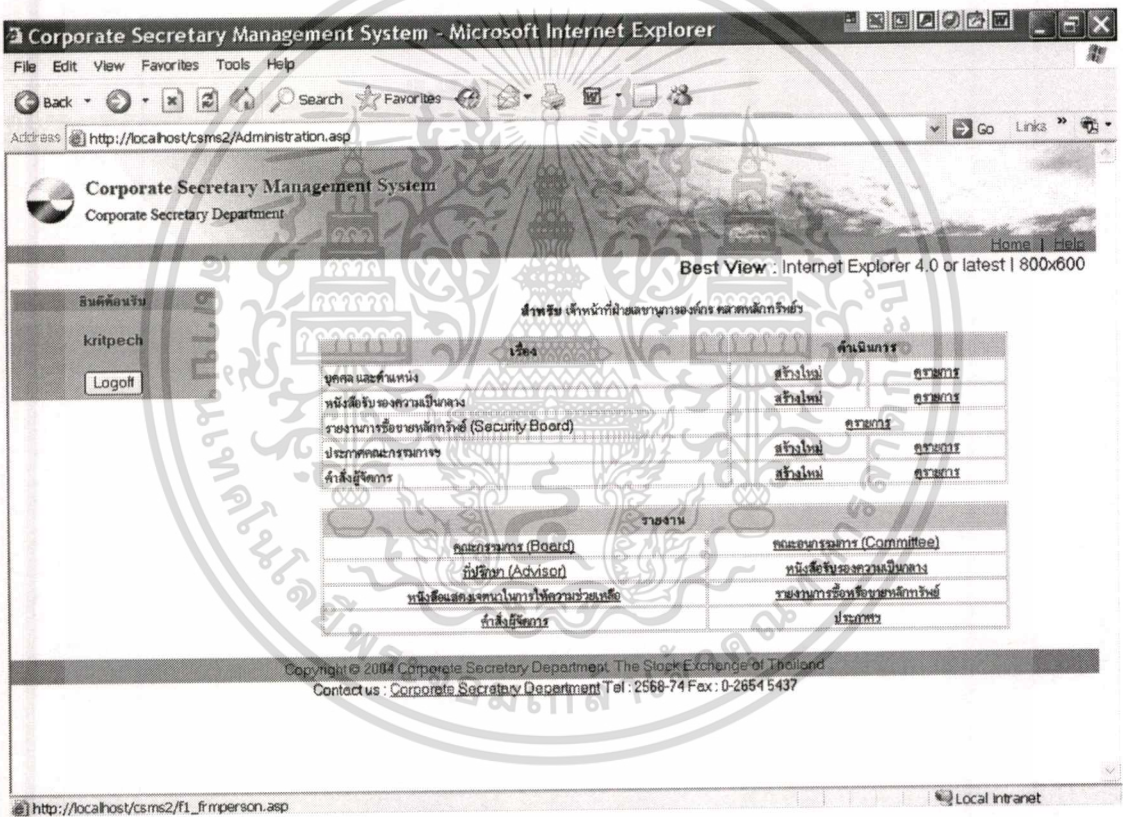 Corporate Secretary Management System - Microsoft Internet Explorer
File Edit View Favorites Tools Help
Back Search Favorites
Address http://localhost/csms2/Administration.asp Go Links »
Corporate Secretary Management System
Corporate Secretary Department
Home | Help
Best View : Internet Explorer 4.0 or latest | 800x600
ยินดีต้อนรับ
kritpech
Logoff
สำหรับ เจ้าหน้าที่ฝ่ายเลขานุการองค์กร ตลาดหลักทรัพย์ฯ
เรื่อง ดำเนินการ
บุคคล และตำแหน่ง สร้างใหม่ ดูรายการ
หนังสือรับรองความเป็นกลาง สร้างใหม่ ดูรายการ
รายงานการซื้อขายหลักทรัพย์ (Security Board) ดูรายการ
ประกาศคณะกรรมการฯ สร้างใหม่ ดูรายการ
คำสั่งผู้จัดการ สร้างใหม่ ดูรายการ
รายงาน
คณะกรรมการ (Board) คณะอนุกรรมการ (Committee)
ที่ปรึกษา (Advisor) หนังสือรับรองความเป็นกลาง
หนังสือแสดงเจตนาในการให้ความช่วยเหลือ รายงานการซื้อหรือขายหลักทรัพย์
คำสั่งผู้จัดการ ประกาศฯ
Copyright © 2004 Corporate Secretary Department, The Stock Exchange of Thailand
Contact us : Corporate Secretary Department Tel : 2568-74 Fax : 0-2654 5437
http://localhost/csms2/f1_frmperson.asp Local intranet